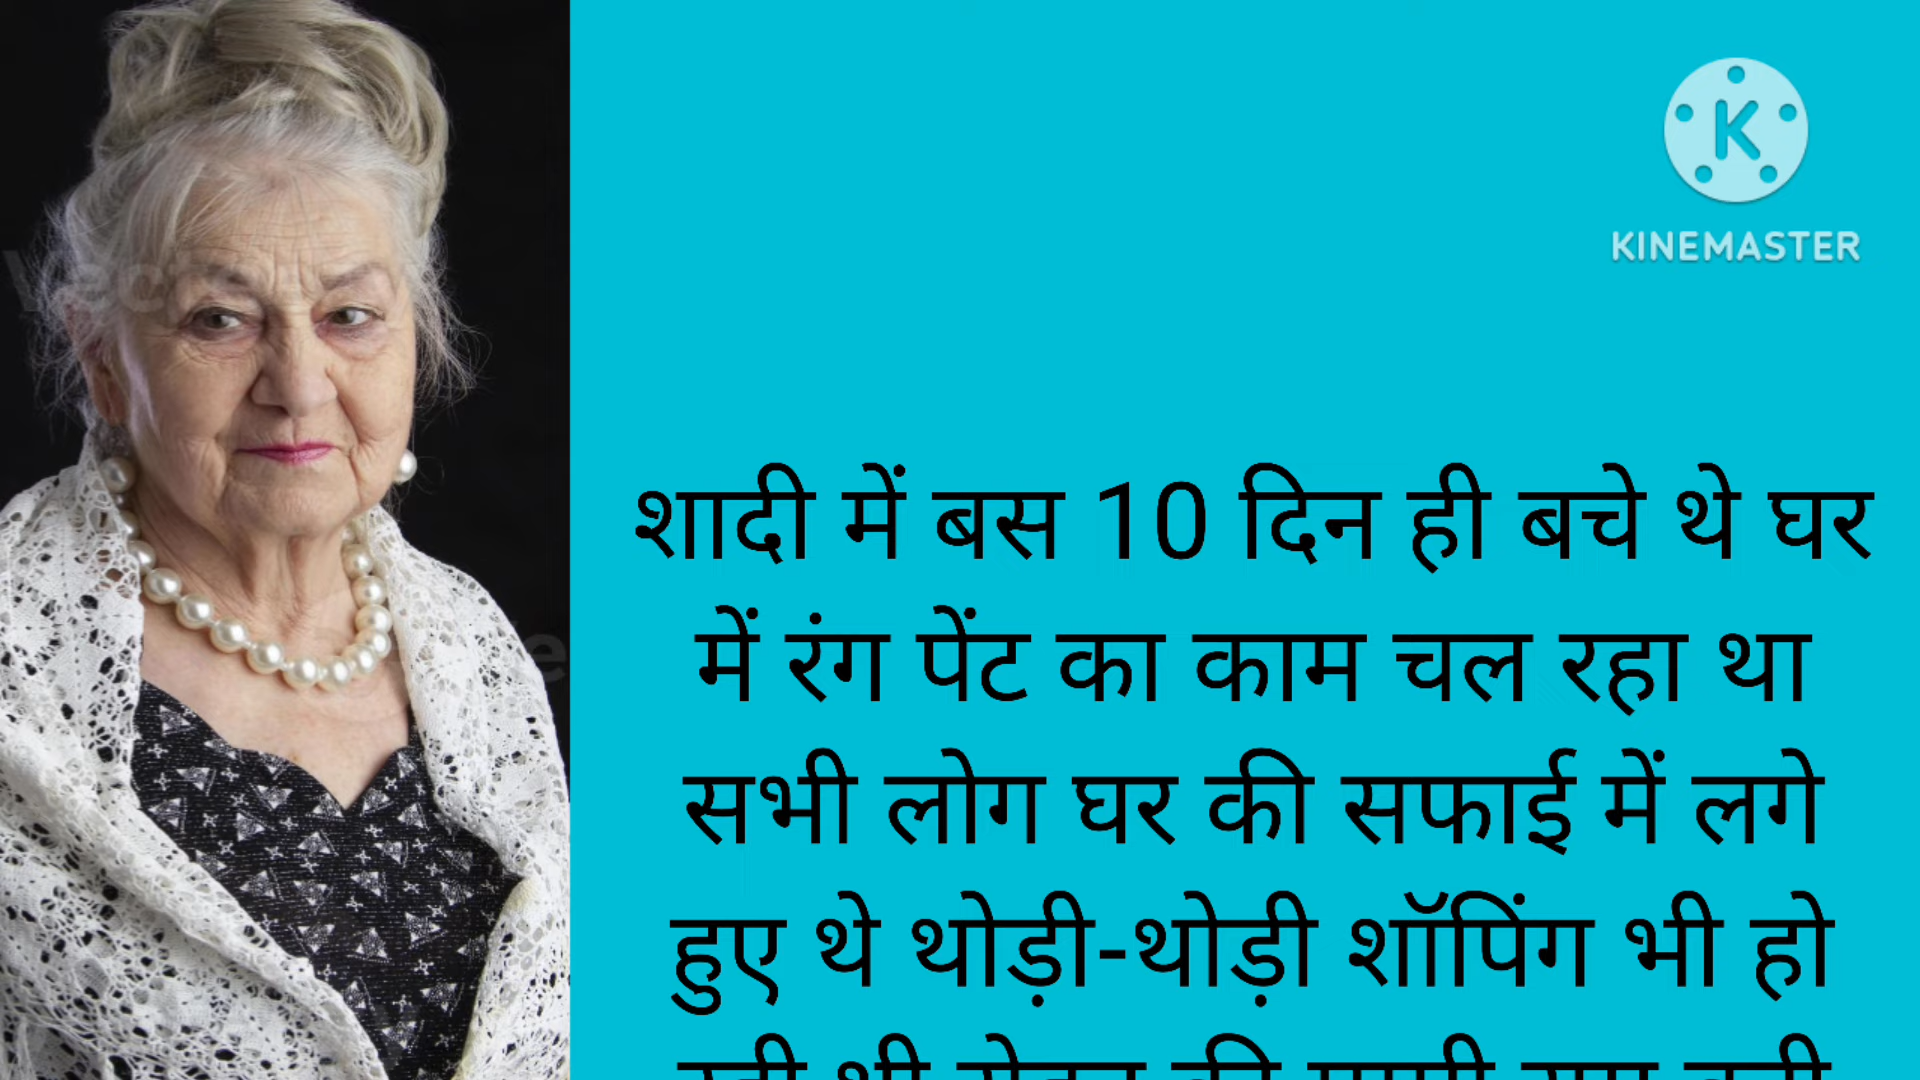 KINEMASTER
शादी में बस 10 दिन ही बचे थे घर
में रंग पेंट का काम चल रहा था
सभी लोग घर की सफाई में लगे
हुए थे थोड़ी-थोड़ी शॉपिंग भी हो